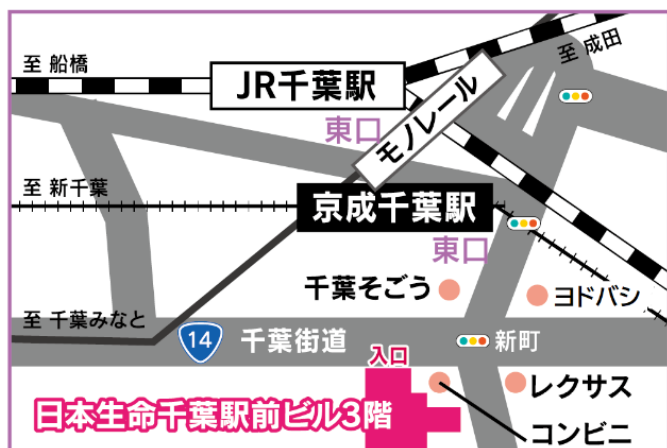 至 船橋
JR千葉駅
至 成田
東口
モノレール
至 新千葉
京成千葉駅
東口
千葉そごう
ヨドバシ
至 千葉みなと
14
千葉街道
新町
入口
レクサス
日本生命千葉駅前ビル3階
コンビニ